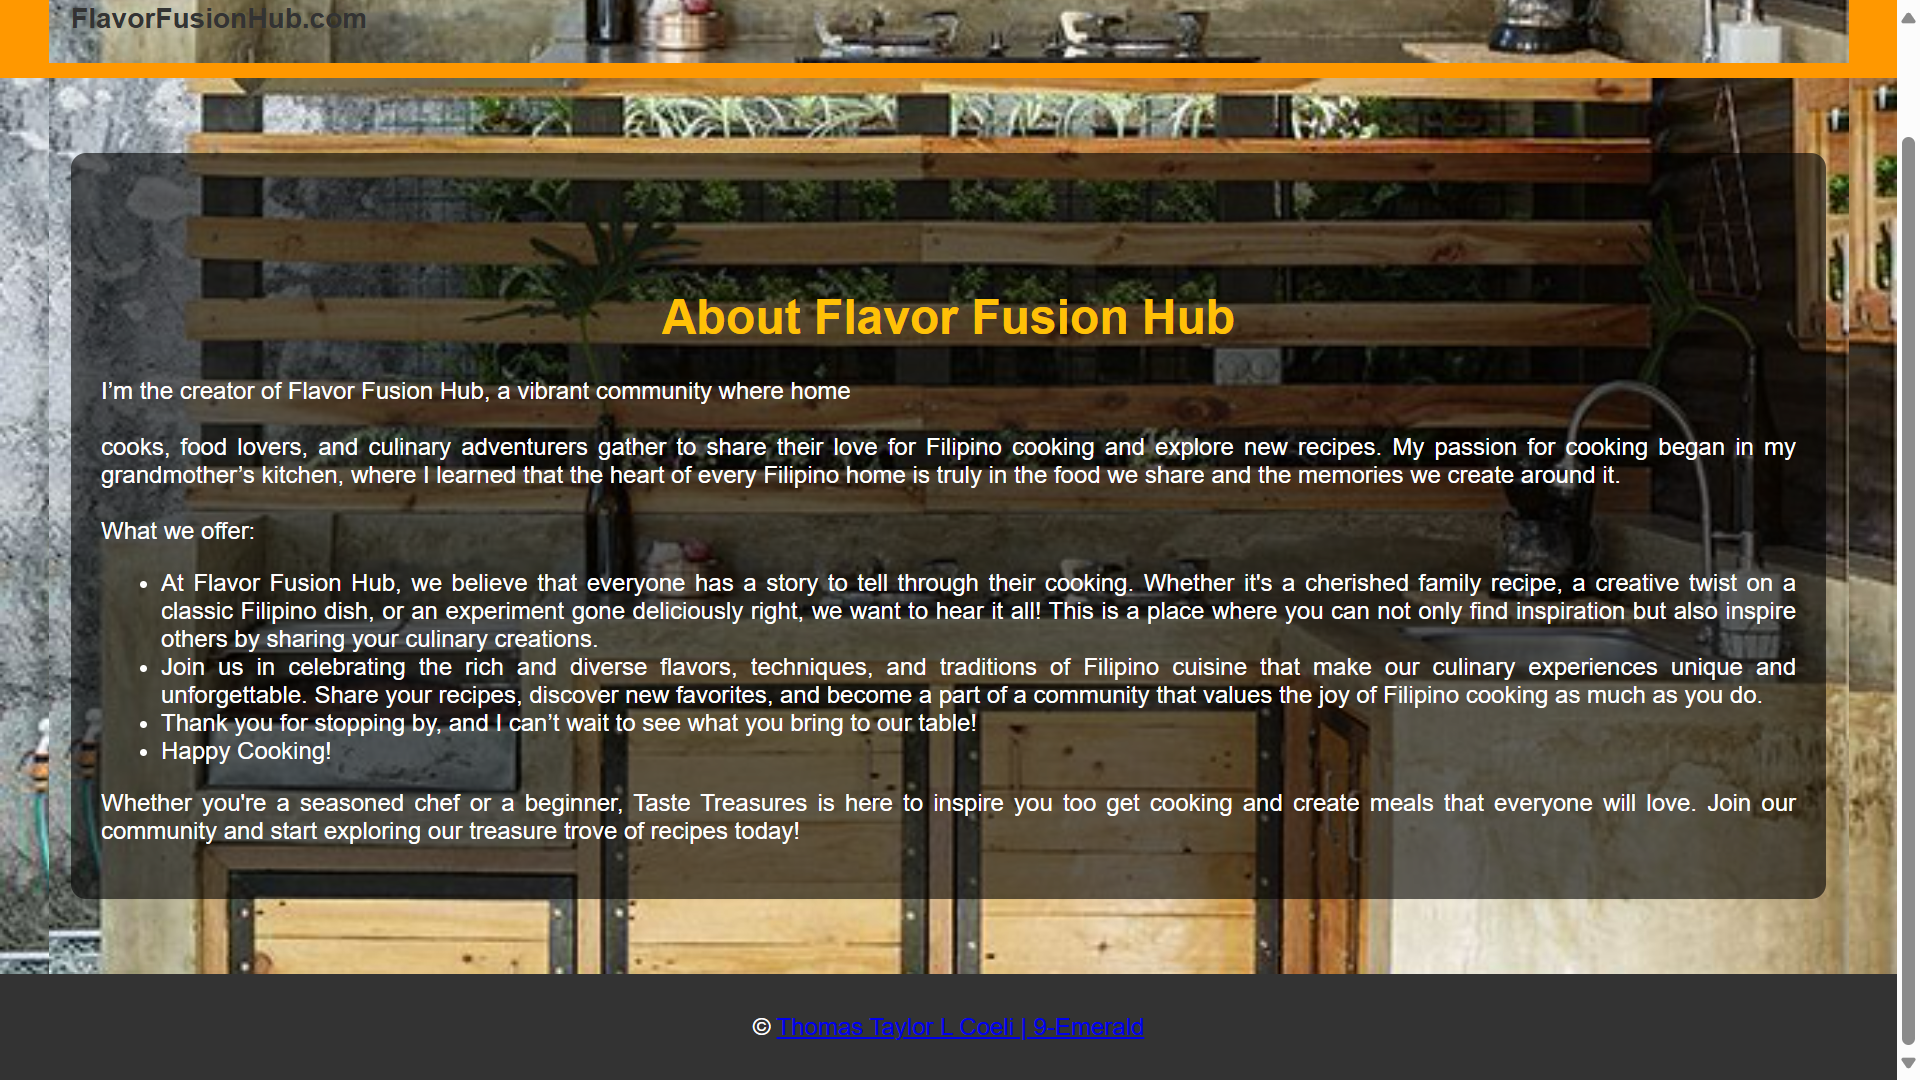 FlavorFusionHub.com
About Flavor Fusion Hub
I’m the creator of Flavor Fusion Hub, a vibrant community where home
cooks, food lovers, and culinary adventurers gather to share their love for Filipino cooking and explore new recipes. My passion for cooking began in my
grandmother’s kitchen, where I learned that the heart of every Filipino home is truly in the food we share and the memories we create around it.
What we offer:
• At Flavor Fusion Hub, we believe that everyone has a story to tell through their cooking. Whether it's a cherished family recipe, a creative twist on a
classic Filipino dish, or an experiment gone deliciously right, we want to hear it all! This is a place where you can not only find inspiration but also inspire
others by sharing your culinary creations.
• Join us in celebrating the rich and diverse flavors, techniques, and traditions of Filipino cuisine that make our culinary experiences unique and
unforgettable. Share your recipes, discover new favorites, and become a part of a community that values the joy of Filipino cooking as much as you do.
• Thank you for stopping by, and I can’t wait to see what you bring to our table!
• Happy Cooking!
Whether you're a seasoned chef or a beginner, Taste Treasures is here to inspire you too get cooking and create meals that everyone will love. Join our
community and start exploring our treasure trove of recipes today!
© Thomas Taylor L Coeli | 9-Emerald